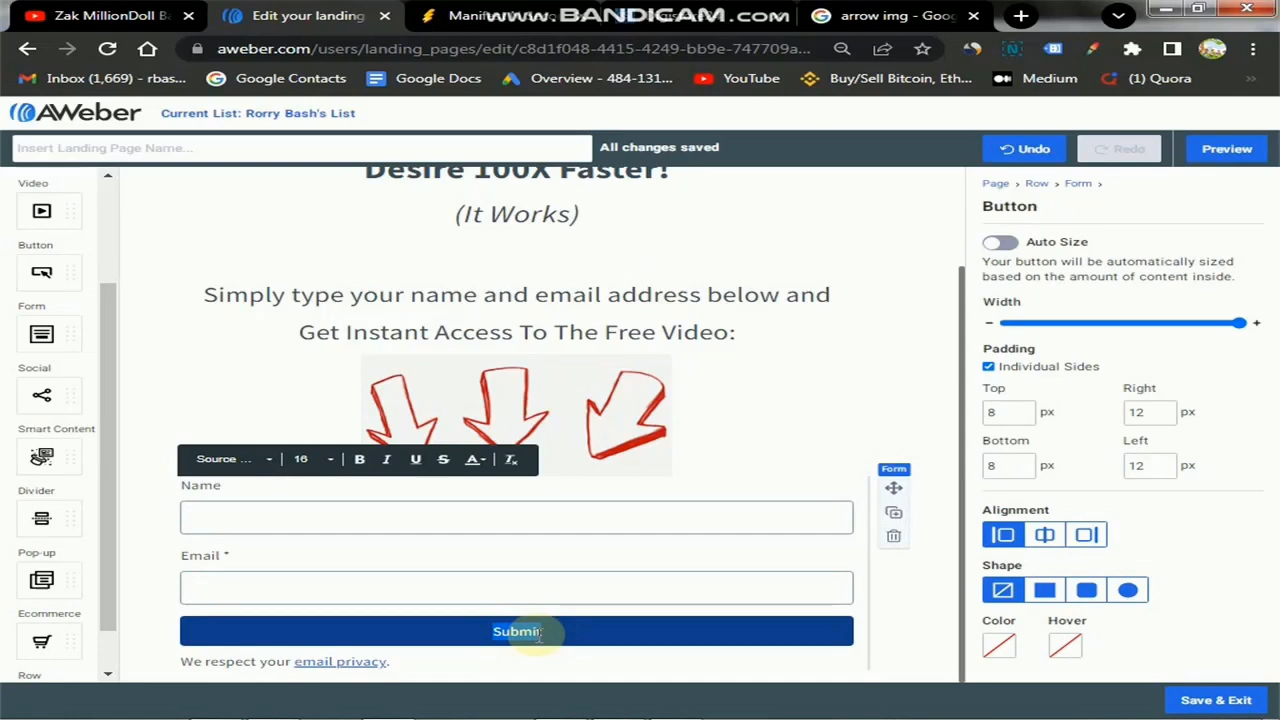 Zak MillionDoll Ba
Edit your landing
Manif
www.BANDICAM.com
arrow img - Goog
aweber.com/users/landing_pages/edit/c8d1f048-4415-4249-bb9e-747709a...
Inbox (1,669) - rbas...
Google Contacts
Google Docs
Overview - 484-131...
YouTube
Buy/Sell Bitcoin, Eth...
Medium
(1) Quora
AWeber
Current List: Rorry Bash's List
Insert Landing Page Name...
All changes saved
Undo
Redo
Preview
Video
Button
Form
Social
Smart Content
Divider
Pop-up
Ecommerce
Row
Desire 100X Faster!
(It Works)
Simply type your name and email address below and
Get Instant Access To The Free Video:
Source ...
16
B
I
U
S
A
Tx
Name
Email *
Submit
We respect your email privacy.
Form
Page > Row > Form >
Button
Auto Size
Your button will be automatically sized
based on the amount of content inside.
Width
Padding
Individual Sides
Top
Right
8 px
12 px
Bottom
Left
8 px
12 px
Alignment
Shape
Color
Hover
Save & Exit